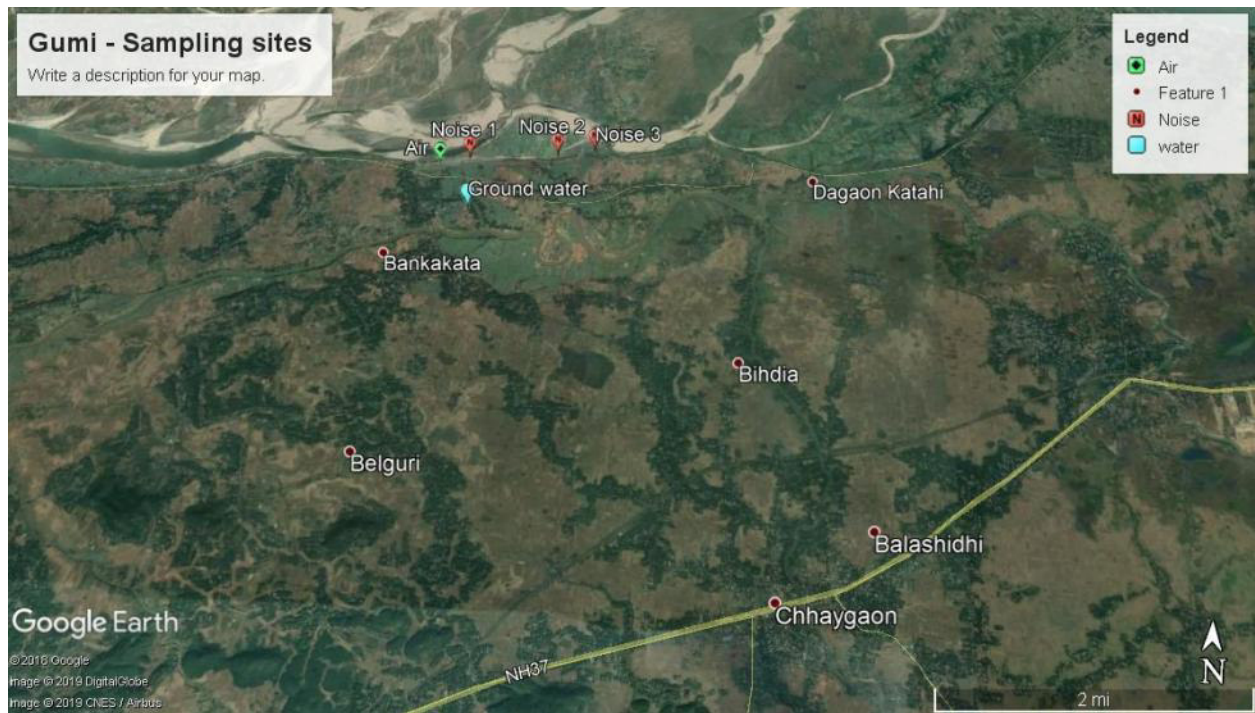 Gumi - Sampling sites
Write a description for your map.
Legend
Air
Feature 1
Noise
water
N
Noise 1
Noise 2
Noise 3
Air
N
N
Ground water
Dagaon Katahi
Bankakata
Bihdia
Belguri
Balashidhi
Chhaygaon
NH37
Google Earth
© 2018 Google
Image © 2019 DigitalGlobe
Image © 2019 CNES / Airbus
N
2 mi